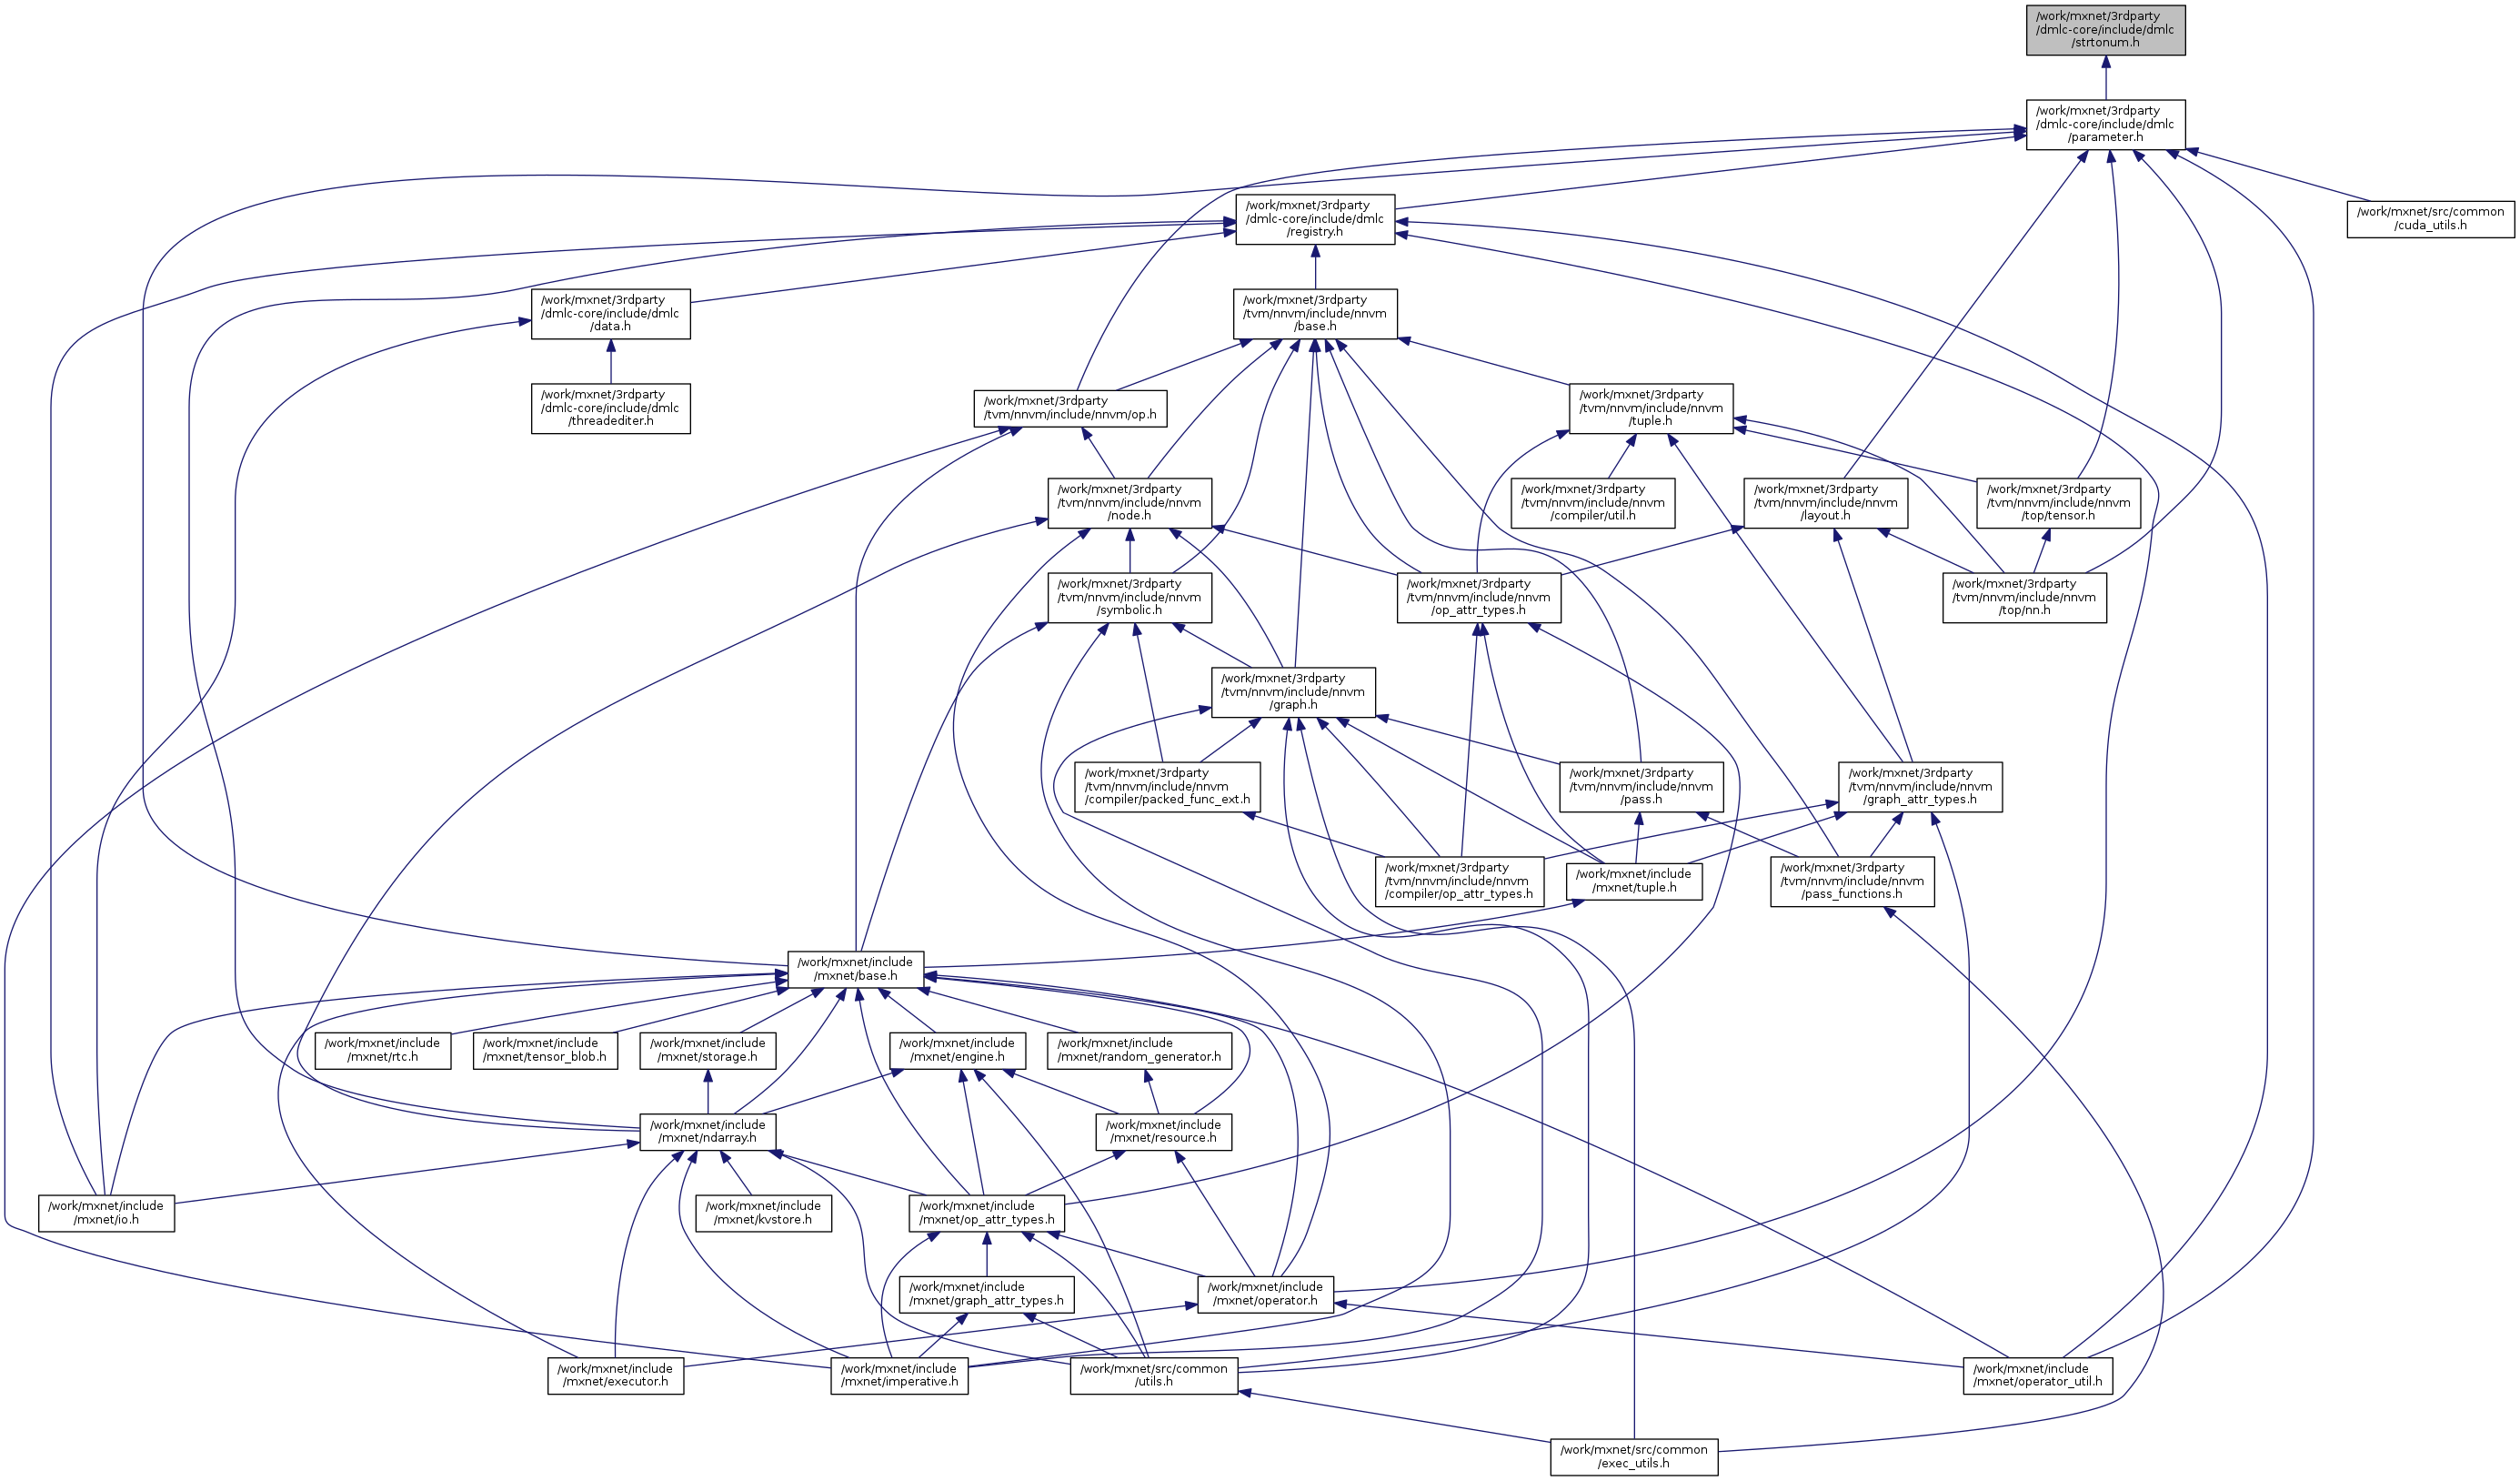 /work/mxnet/3rdparty
/dmlc-core/include/dmlc
/strtonum.h
/work/mxnet/3rdparty
/dmlc-core/include/dmlc
/parameter.h
/work/mxnet/3rdparty
/dmlc-core/include/dmlc
/registry.h
/work/mxnet/src/common
/cuda_utils.h
/work/mxnet/3rdparty
/dmlc-core/include/dmlc
/data.h
/work/mxnet/3rdparty
/tvm/nnvm/include/nnvm
/base.h
/work/mxnet/3rdparty
/dmlc-core/include/dmlc
/threadediter.h
/work/mxnet/3rdparty
/tvm/nnvm/include/nnvm/op.h
/work/mxnet/3rdparty
/tvm/nnvm/include/nnvm
/tuple.h
/work/mxnet/3rdparty
/tvm/nnvm/include/nnvm
/node.h
/work/mxnet/3rdparty
/tvm/nnvm/include/nnvm
/compiler/util.h
/work/mxnet/3rdparty
/tvm/nnvm/include/nnvm
/layout.h
/work/mxnet/3rdparty
/tvm/nnvm/include/nnvm
/top/tensor.h
/work/mxnet/3rdparty
/tvm/nnvm/include/nnvm
/symbolic.h
/work/mxnet/3rdparty
/tvm/nnvm/include/nnvm
/op_attr_types.h
/work/mxnet/3rdparty
/tvm/nnvm/include/nnvm
/top/nn.h
/work/mxnet/3rdparty
/tvm/nnvm/include/nnvm
/graph.h
/work/mxnet/3rdparty
/tvm/nnvm/include/nnvm
/compiler/packed_func_ext.h
/work/mxnet/3rdparty
/tvm/nnvm/include/nnvm
/pass.h
/work/mxnet/3rdparty
/tvm/nnvm/include/nnvm
/graph_attr_types.h
/work/mxnet/3rdparty
/tvm/nnvm/include/nnvm
/compiler/op_attr_types.h
/work/mxnet/include
/mxnet/tuple.h
/work/mxnet/3rdparty
/tvm/nnvm/include/nnvm
/pass_functions.h
/work/mxnet/include
/mxnet/base.h
/work/mxnet/include
/mxnet/rtc.h
/work/mxnet/include
/mxnet/tensor_blob.h
/work/mxnet/include
/mxnet/storage.h
/work/mxnet/include
/mxnet/engine.h
/work/mxnet/include
/mxnet/random_generator.h
/work/mxnet/include
/mxnet/ndarray.h
/work/mxnet/include
/mxnet/resource.h
/work/mxnet/include
/mxnet/io.h
/work/mxnet/include
/mxnet/kvstore.h
/work/mxnet/include
/mxnet/op_attr_types.h
/work/mxnet/include
/mxnet/graph_attr_types.h
/work/mxnet/include
/mxnet/operator.h
/work/mxnet/include
/mxnet/executor.h
/work/mxnet/include
/mxnet/imperative.h
/work/mxnet/src/common
/utils.h
/work/mxnet/include
/mxnet/operator_util.h
/work/mxnet/src/common
/exec_utils.h